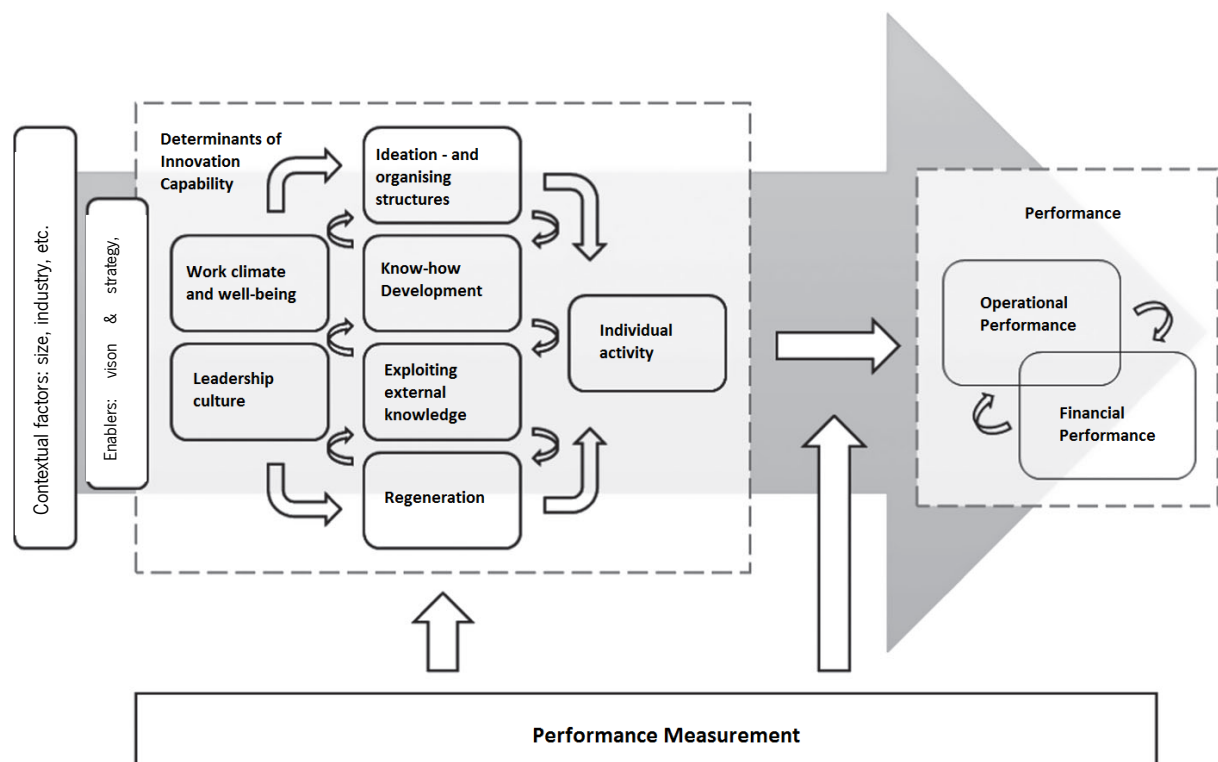 Contextual factors: size, industry, etc.
Enablers: vison & strategy,
Determinants of
Innovation
Capability
Work climate
and well-being
Leadership
culture
Ideation - and
organising
structures
Know-how
Development
Exploiting
external
knowledge
Regeneration
Individual
activity
Performance
Operational
Performance
Financial
Performance
Performance Measurement